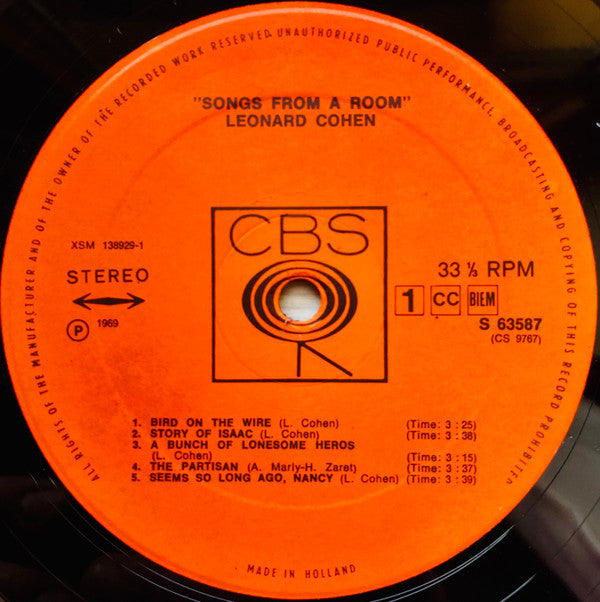 ALL RIGHTS OF THE MANUFACTURER AND OF THE OWNER OF THE RECORDED WORK RESERVED. UNAUTHORIZED PUBLIC PERFORMANCE, BROADCASTING AND COPYING OF THIS RECORD PROHIBITED
"SONGS FROM A ROOM"
LEONARD COHEN
CBS
XSM 138929-1
STEREO
℗ 1969
33 ⅓ RPM
1 CC BIEM
S 63587
(CS 9767)
1. BIRD ON THE WIRE (L. Cohen) (Time: 3 : 25)
2. STORY OF ISAAC (L. Cohen) (Time: 3 : 38)
3. A BUNCH OF LONESOME HEROS
(L. Cohen) (Time: 3 : 15)
4. THE PARTISAN (A. Marly-H. Zaret) (Time: 3 : 37)
5. SEEMS SO LONG AGO, NANCY (L. Cohen) (Time: 3 : 39)
MADE IN HOLLAND